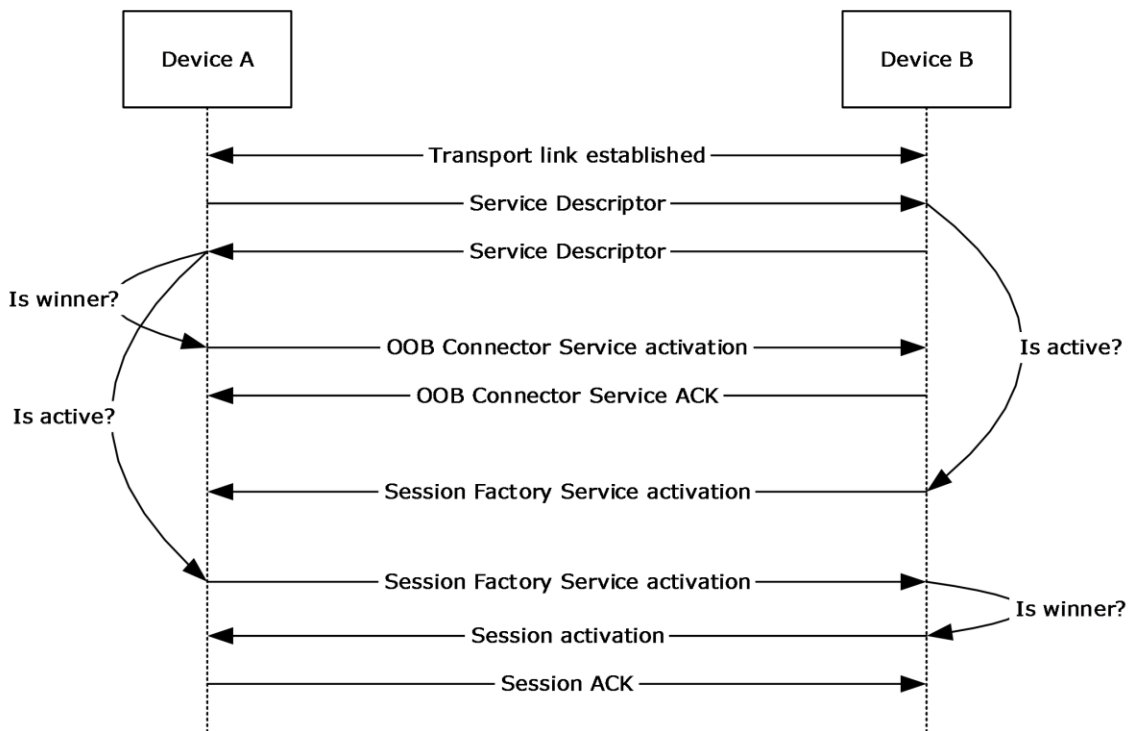 Device A
Device B
Transport link established
Service Descriptor
Service Descriptor
Is winner?
OOB Connector Service activation
Is active?
OOB Connector Service ACK
Is active?
Session Factory Service activation
Session Factory Service activation
Is winner?
Session activation
Session ACK